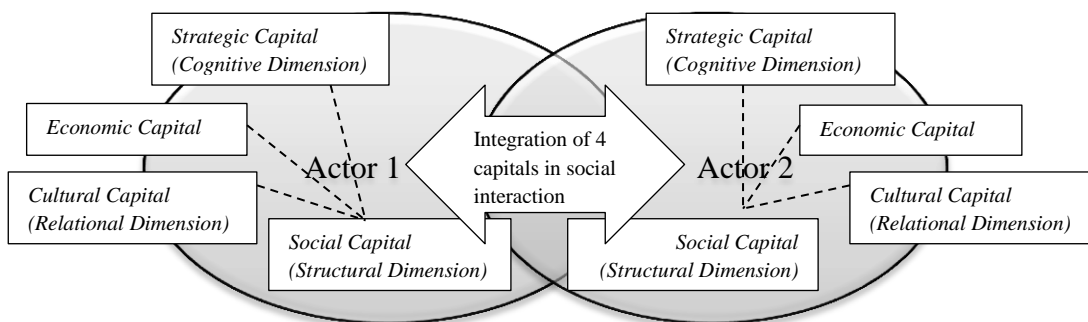 Strategic Capital
(Cognitive Dimension)
Economic Capital
Actor 1
Cultural Capital
(Relational Dimension)
Social Capital
(Structural Dimension)
Integration of 4
capitals in social
interaction
Strategic Capital
(Cognitive Dimension)
Economic Capital
Actor 2
Cultural Capital
(Relational Dimension)
Social Capital
(Structural Dimension)